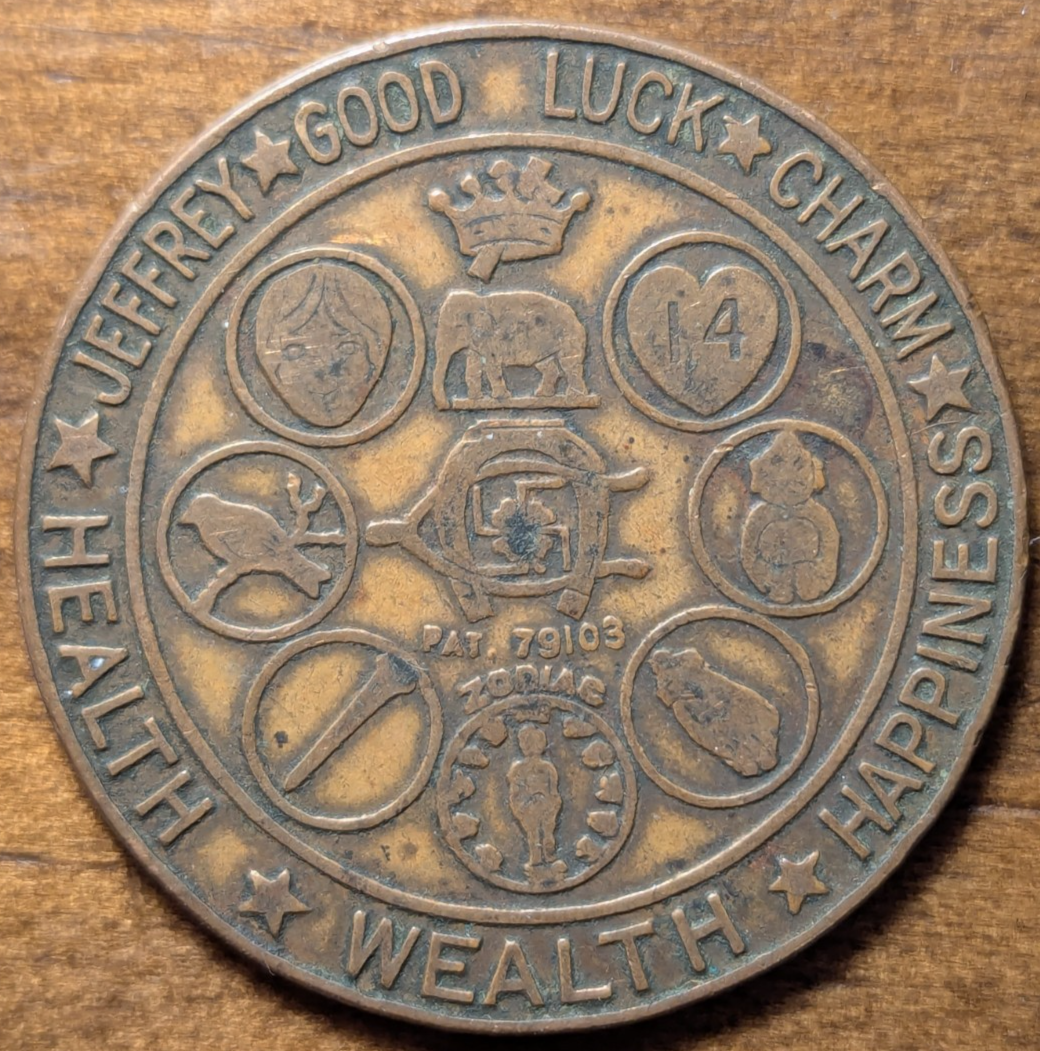 JEFFREY ★ GOOD LUCK ★ CHARM ★
HEALTH ★ WEALTH ★ HAPPINESS ★
14
PAT. 79103
ZODIAC